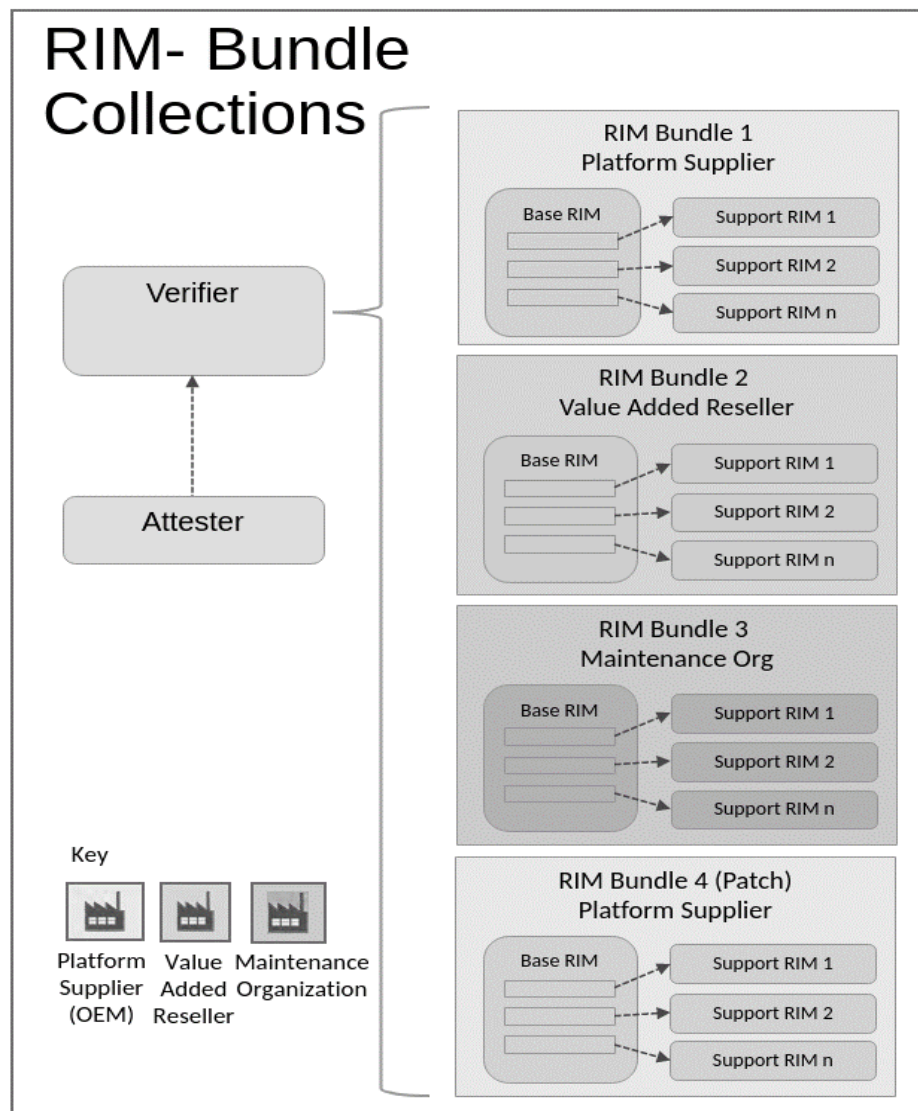 RIM- Bundle
Collections
Verifier
Attester
RIM Bundle 1
Platform Supplier
Base RIM
Support RIM 1
Support RIM 2
Support RIM n
RIM Bundle 2
Value Added Reseller
Base RIM
Support RIM 1
Support RIM 2
Support RIM n
RIM Bundle 3
Maintenance Org
Base RIM
Support RIM 1
Support RIM 2
Support RIM n
RIM Bundle 4 (Patch)
Platform Supplier
Base RIM
Support RIM 1
Support RIM 2
Support RIM n
Key
Platform
Supplier
(OEM)
Value
Added
Reseller
Maintenance
Organization